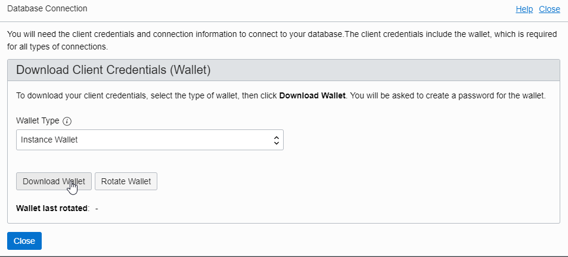 Database Connection
Help Close
You will need the client credentials and connection information to connect to your database.The client credentials include the wallet, which is required
for all types of connections.
Download Client Credentials (Wallet)
To download your client credentials, select the type of wallet, then click Download Wallet. You will be asked to create a password for the wallet.
Wallet Type
Instance Wallet
Download Wallet Rotate Wallet
Wallet last rotated: -
Close